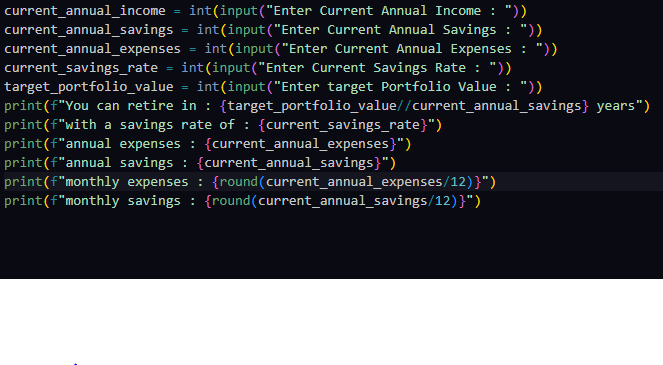 current_annual_income = int(input("Enter Current Annual Income : "))
current_annual_savings = int(input("Enter Current Annual Savings : "))
current_annual_expenses = int(input("Enter Current Annual Expenses : "))
current_savings_rate = int(input("Enter Current Savings Rate : "))
target_portfolio_value = int(input("Enter target Portfolio Value : "))
print(f"You can retire in : {target_portfolio_value//current_annual_savings} years")
print(f"with a savings rate of : {current_savings_rate}")
print(f"annual expenses : {current_annual_expenses}")
print(f"annual savings : {current_annual_savings}")
print(f"monthly expenses : {round(current_annual_expenses/12)}")
print(f"monthly savings : {round(current_annual_savings/12)}")